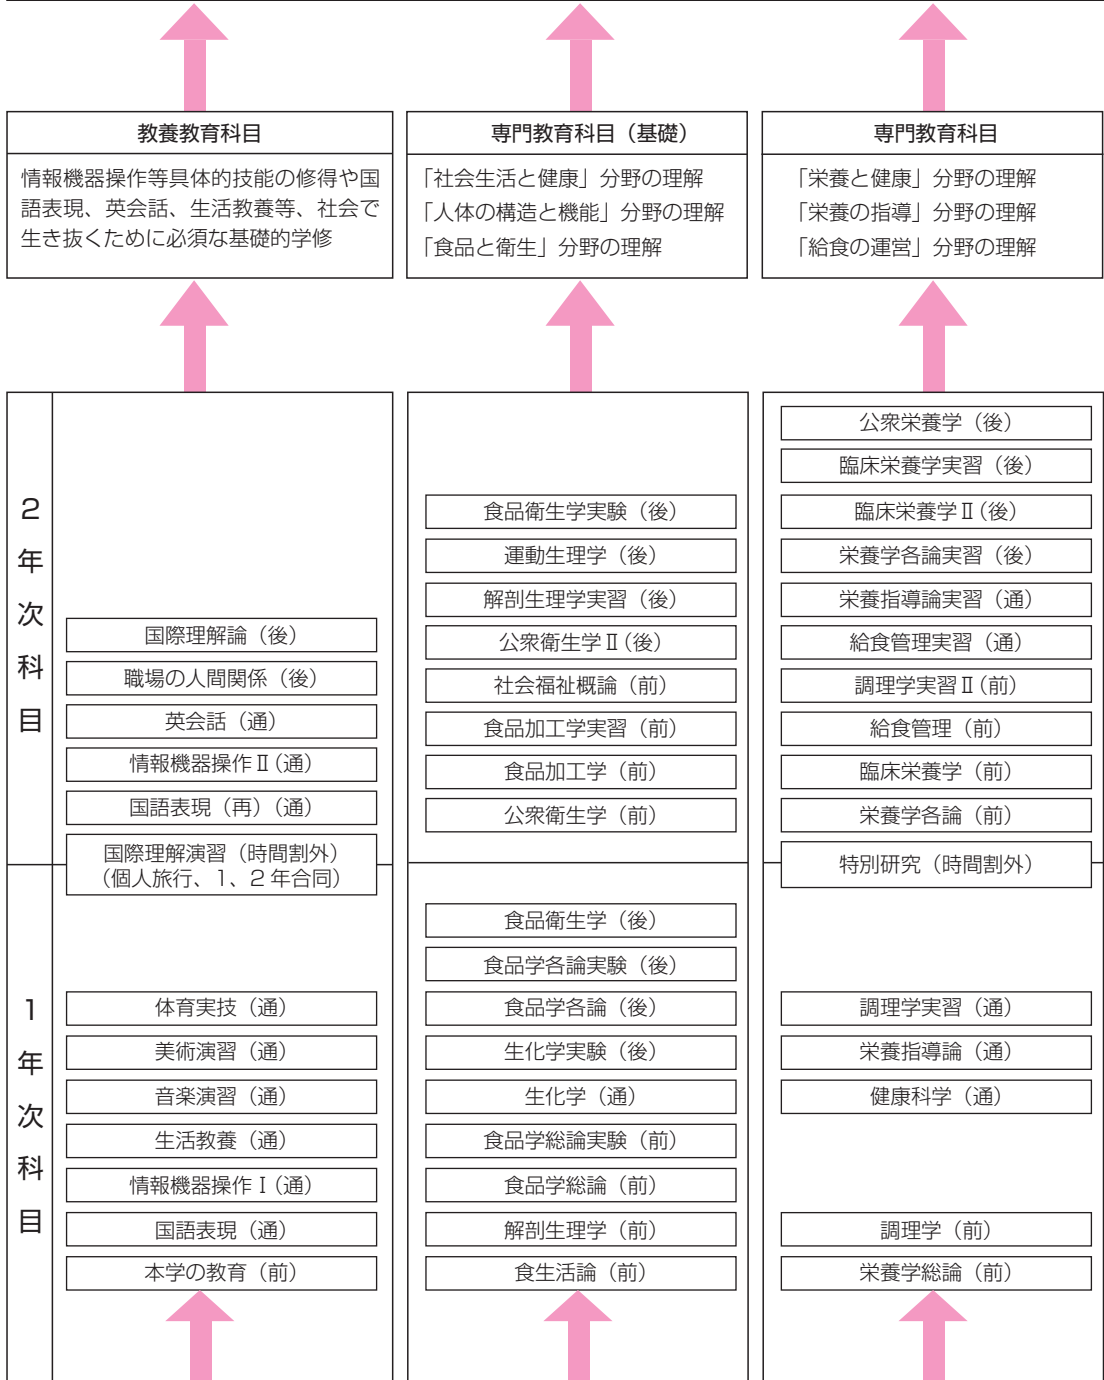 教養教育科目
情報機器操作等具体的技能の修得や国
語表現、英会話、生活教養等、社会で
生き抜くために必須な基礎的学修
専門教育科目（基礎）
「社会生活と健康」分野の理解
「人体の構造と機能」分野の理解
「食品と衛生」分野の理解
専門教育科目
「栄養と健康」分野の理解
「栄養の指導」分野の理解
「給食の運営」分野の理解
2年次科目
国際理解論（後）
職場の人間関係（後）
英会話（通）
情報機器操作Ⅱ（通）
国語表現（再）（通）
国際理解演習（時間割外）
（個人旅行、1、2年合同）
1年次科目
体育実技（通）
美術演習（通）
音楽演習（通）
生活教養（通）
情報機器操作Ⅰ（通）
国語表現（通）
本学の教育（前）
食品衛生学実験（後）
運動生理学（後）
解剖生理学実習（後）
公衆衛生学Ⅱ（後）
社会福祉概論（前）
食品加工学実習（前）
食品加工学（前）
公衆衛生学（前）
食品衛生学（後）
食品学各論実験（後）
食品学各論（後）
生化学実験（後）
生化学（通）
食品学総論実験（前）
食品学総論（前）
解剖生理学（前）
食生活論（前）
公衆栄養学（後）
臨床栄養学実習（後）
臨床栄養学Ⅱ（後）
栄養学各論実習（後）
栄養指導論実習（通）
給食管理実習（通）
調理学実習Ⅱ（前）
給食管理（前）
臨床栄養学（前）
栄養学各論（前）
特別研究（時間割外）
調理学実習（通）
栄養指導論（通）
健康科学（通）
調理学（前）
栄養学総論（前）